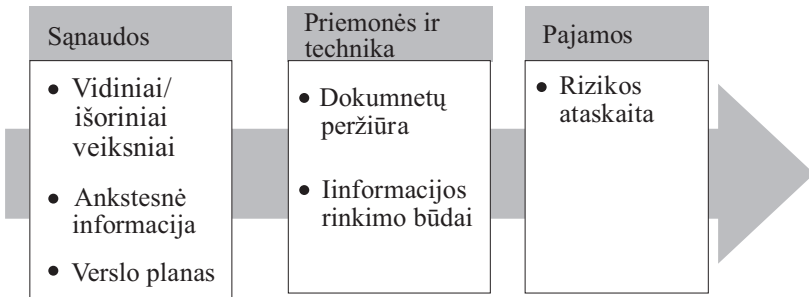 Sąnaudos
• Vidiniai/
išoriniai
veiksniai
• Ankstesnė
informacija
• Verslo planas
Priemonės ir
technika
• Dokumnetų
peržiūra
• Iinformacijos
rinkimo būdai
Pajamos
• Rizikos
ataskaita